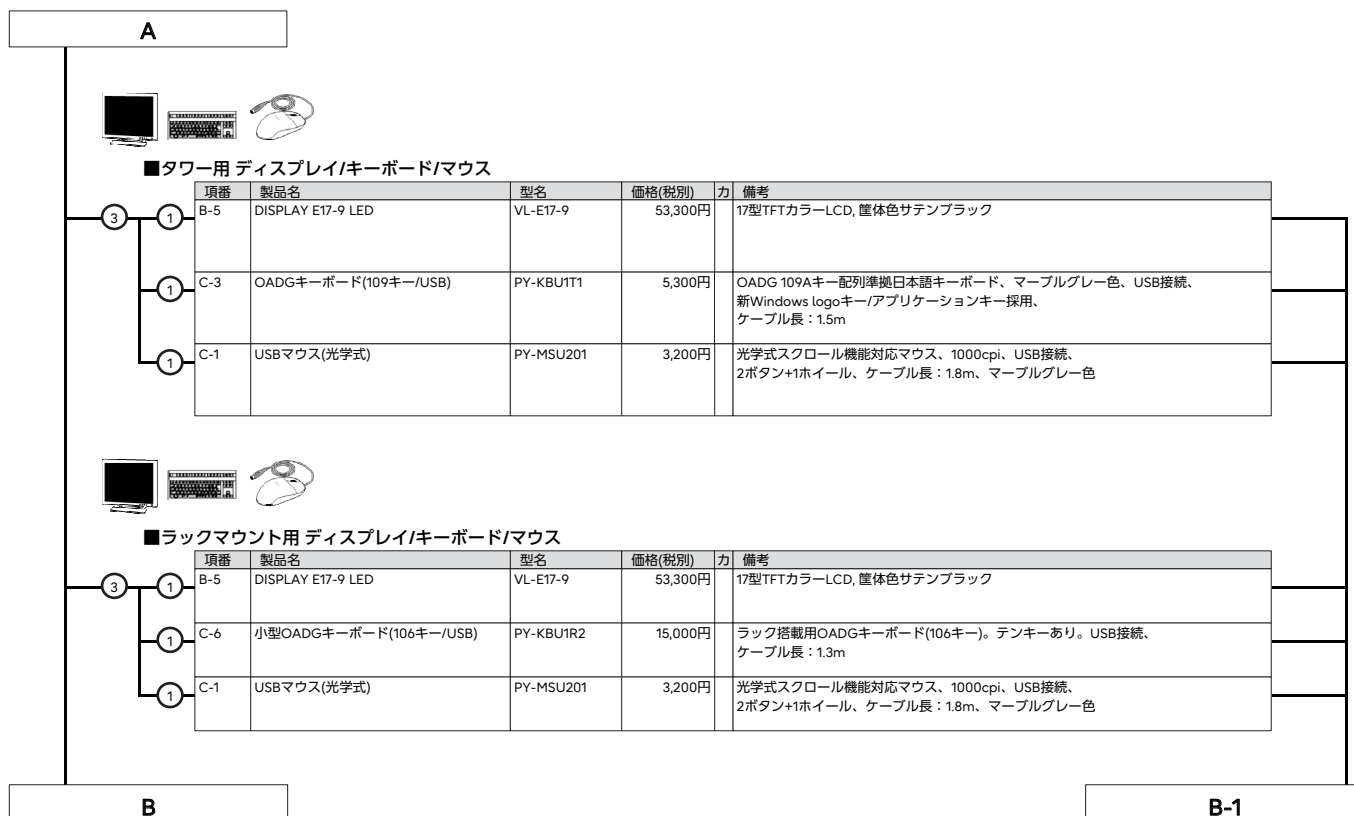 A
■タワー用 ディスプレイ/キーボード/マウス
項番 製品名 型名 価格(税別) カ 備考
3 1 B-5 DISPLAY E17-9 LED VL-E17-9 53,300円 17型TFTカラーLCD, 筐体色サテンブラック
1 C-3 OADGキーボード(109キー/USB) PY-KBU1T1 5,300円 OADG 109Aキー配列準拠日本語キーボード、マーブルグレー色、USB接続、
新Windows logoキー/アプリケーションキー採用、
ケーブル長：1.5m
1 C-1 USBマウス(光学式) PY-MSU201 3,200円 光学式スクロール機能対応マウス、1000cpi、USB接続、
2ボタン+1ホイール、ケーブル長：1.8m、マーブルグレー色
■ラックマウント用 ディスプレイ/キーボード/マウス
項番 製品名 型名 価格(税別) カ 備考
3 1 B-5 DISPLAY E17-9 LED VL-E17-9 53,300円 17型TFTカラーLCD, 筐体色サテンブラック
1 C-6 小型OADGキーボード(106キー/USB) PY-KBU1R2 15,000円 ラック搭載用OADGキーボード(106キー)。テンキーあり。USB接続、
ケーブル長：1.3m
1 C-1 USBマウス(光学式) PY-MSU201 3,200円 光学式スクロール機能対応マウス、1000cpi、USB接続、
2ボタン+1ホイール、ケーブル長：1.8m、マーブルグレー色
B B-1